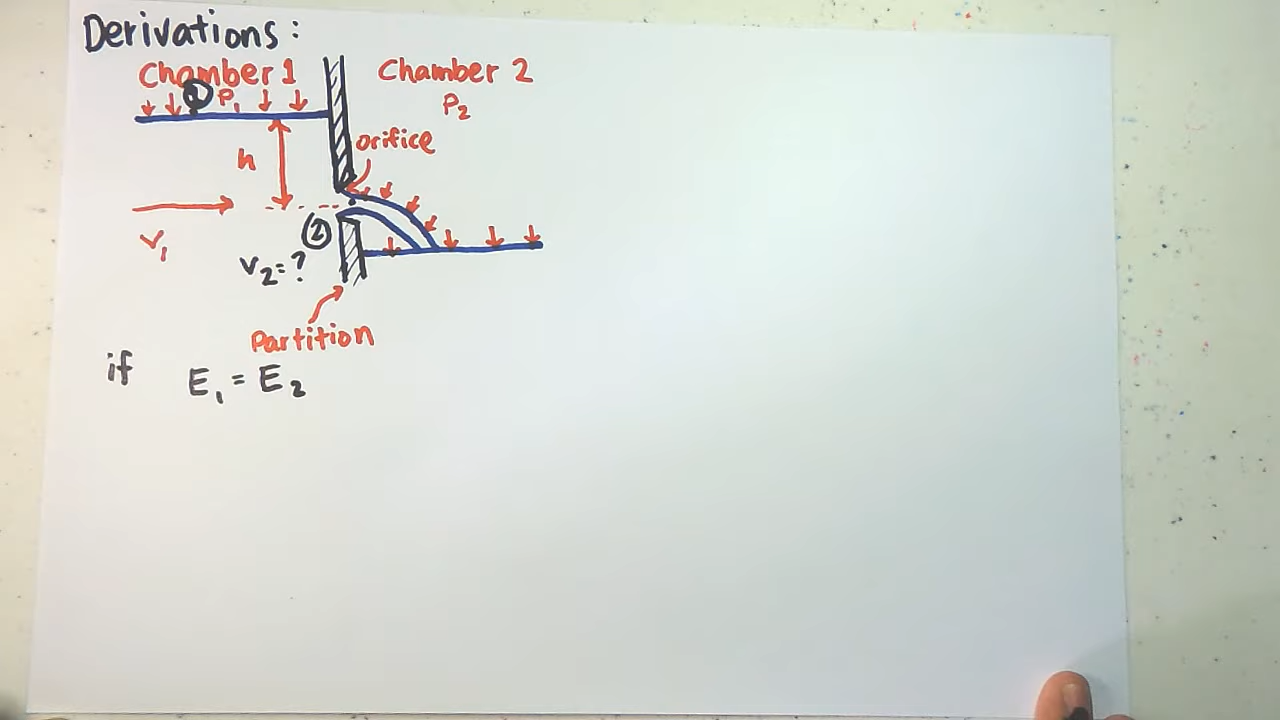 Derivations:
Chamber 1
Chamber 2
① P₁
P₂
orifice
h
V₁
②
V₂=?
Partition
if E₁ = E₂